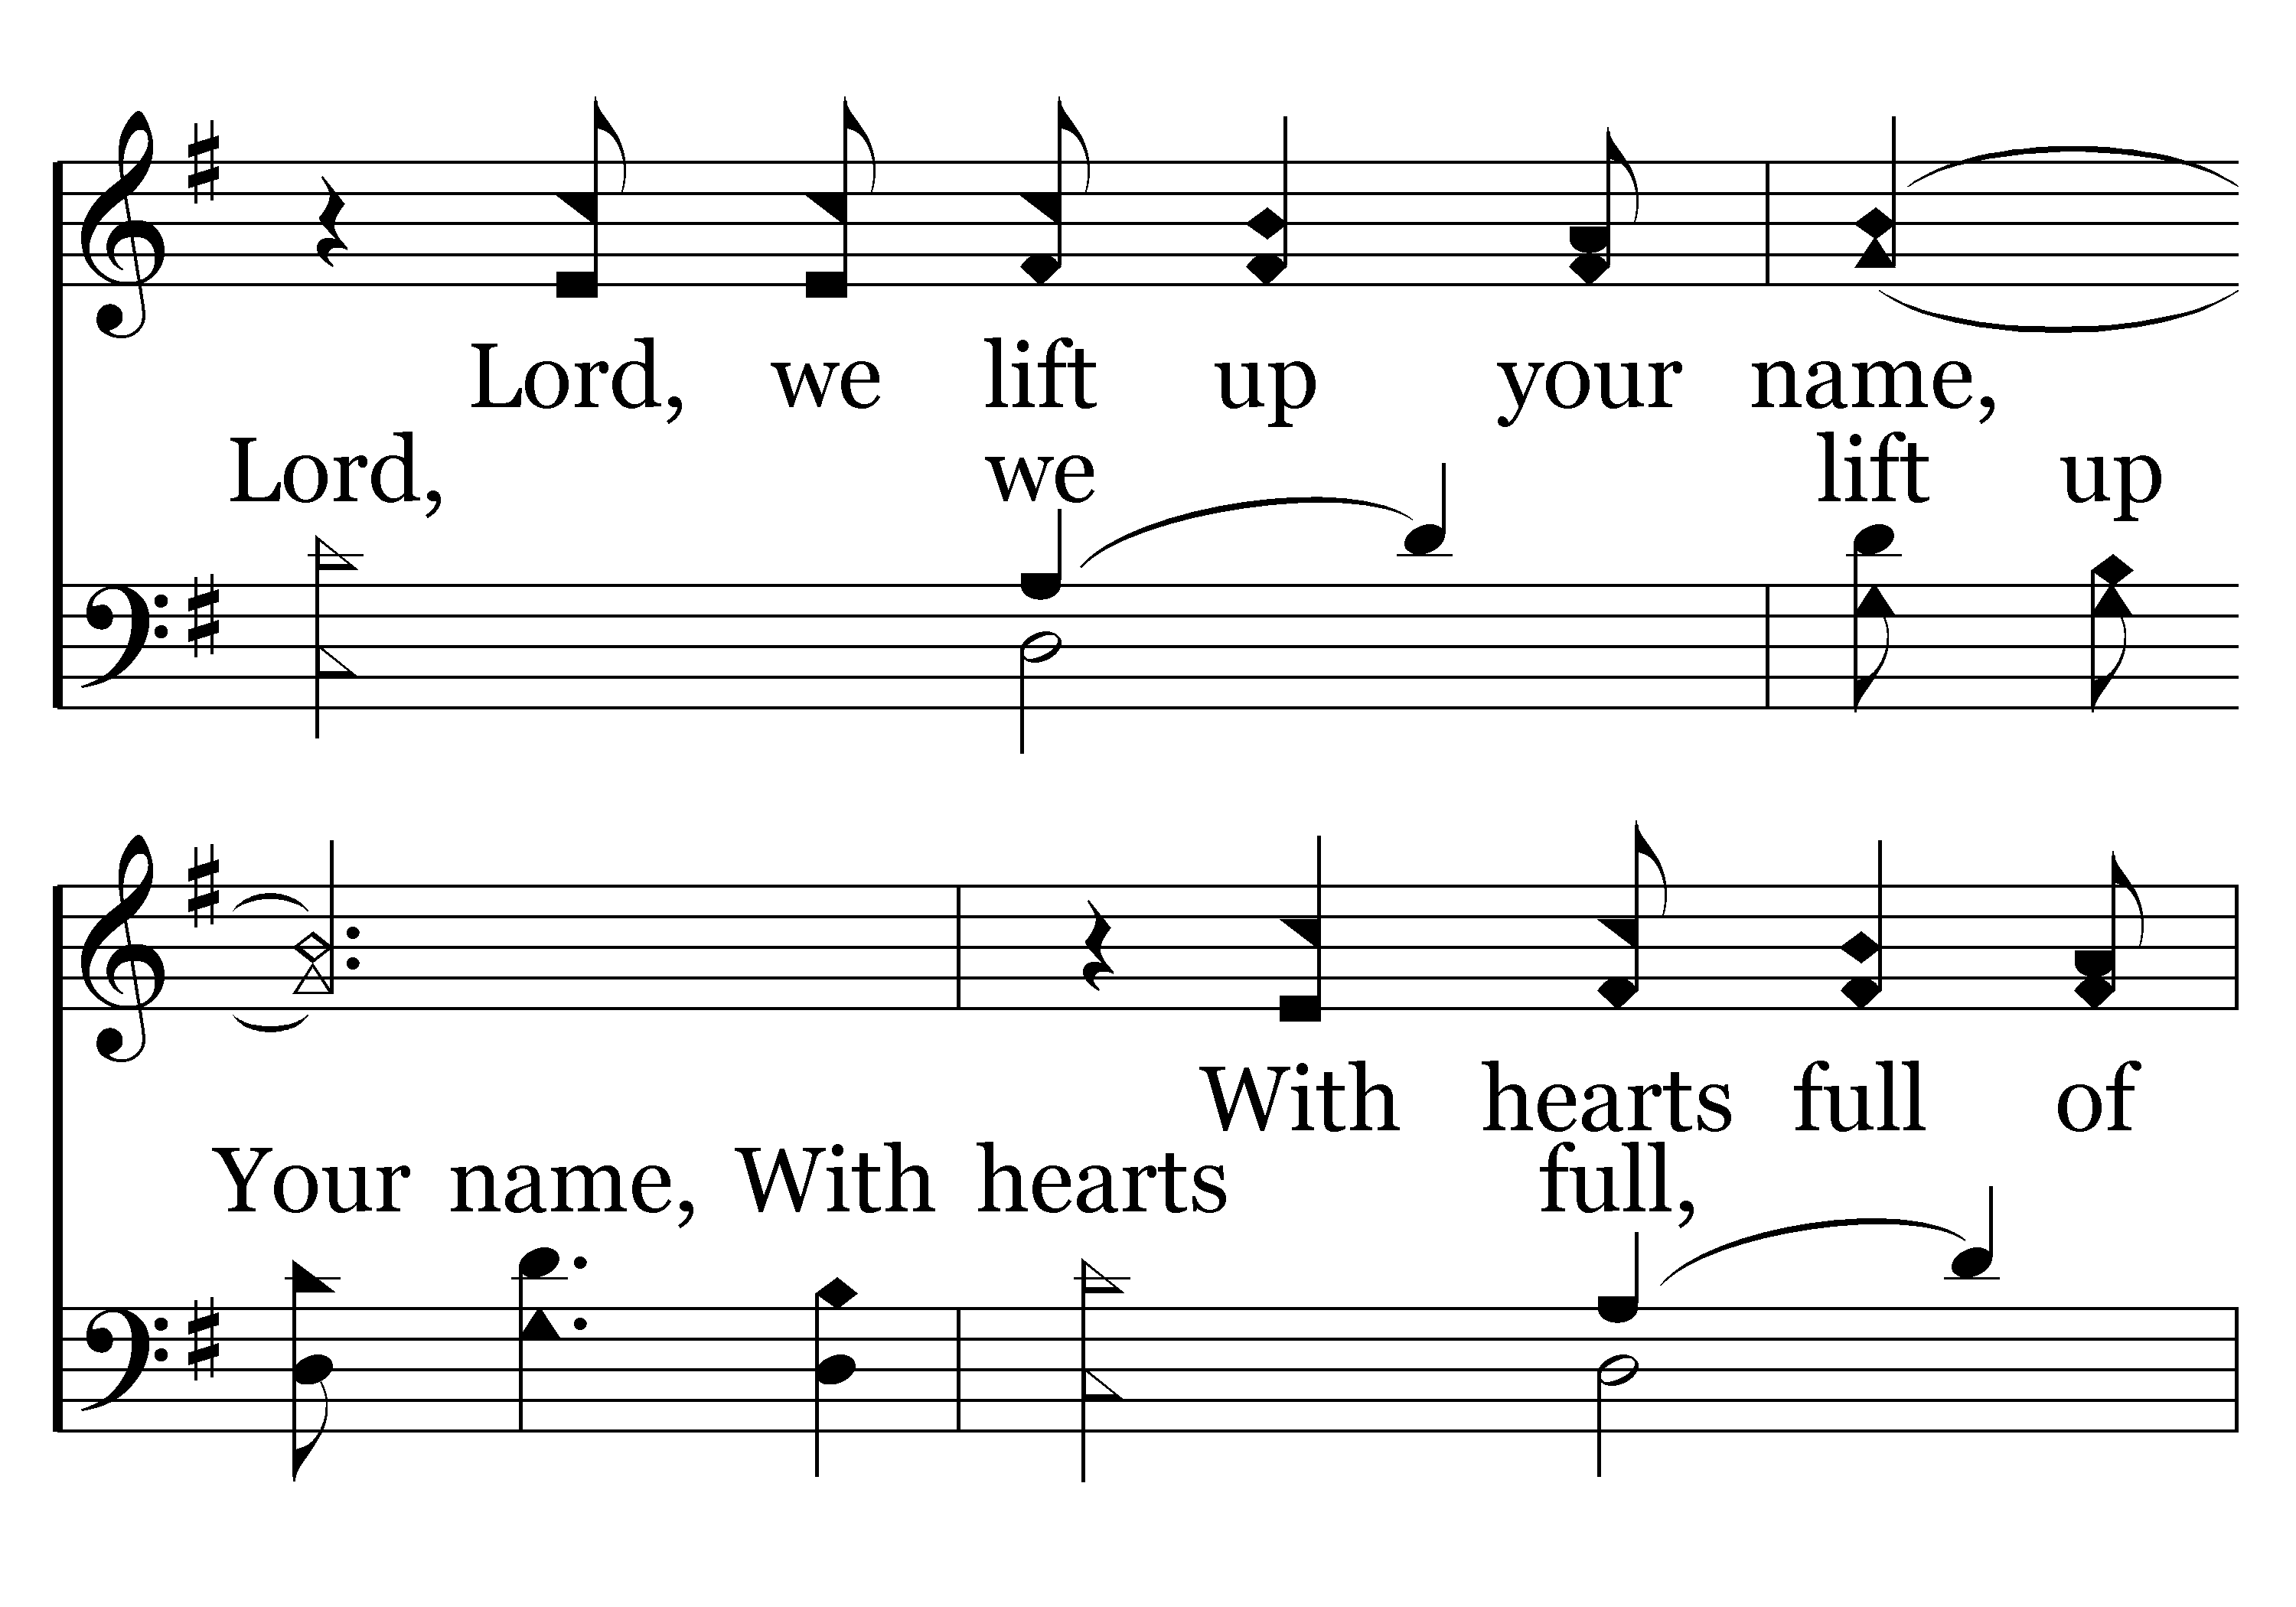 Lord, we lift up your name,
Lord, we lift up
With hearts full of
Your name, With hearts full,